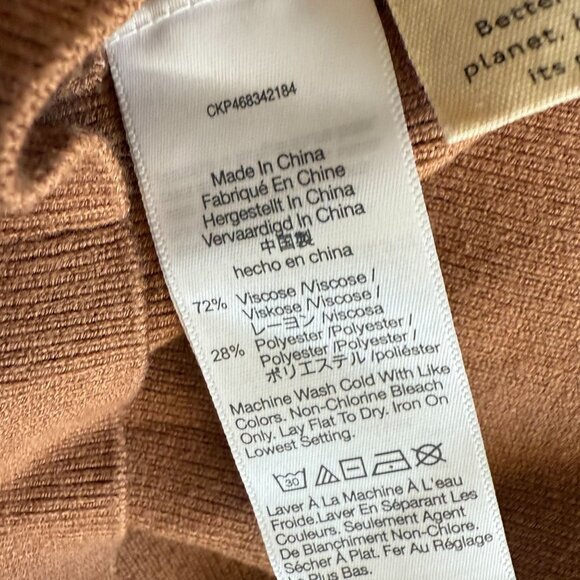 Better
planet,
its
CKP468342184
Made In China
Fabriqué En Chine
Hergestellt In China
Vervaardigd In China
中国製
hecho en china
72% Viscose/Viscose/
Viskose/Viscose/
レーヨン/viscosa
28% Polyester/Polyester/
Polyester/Polyester/
ポリエステル/poliéster
Machine Wash Cold With Like
Colors. Non-Chlorine Bleach
Only. Lay Flat To Dry. Iron On
Lowest Setting.
30
Laver À La Machine À L'eau
Froide.Laver En Séparant Les
Couleurs. Seulement Agent
De Blanchiment Non-Chlore.
Sécher À Plat. Fer Au Réglage
Le Plus Bas.